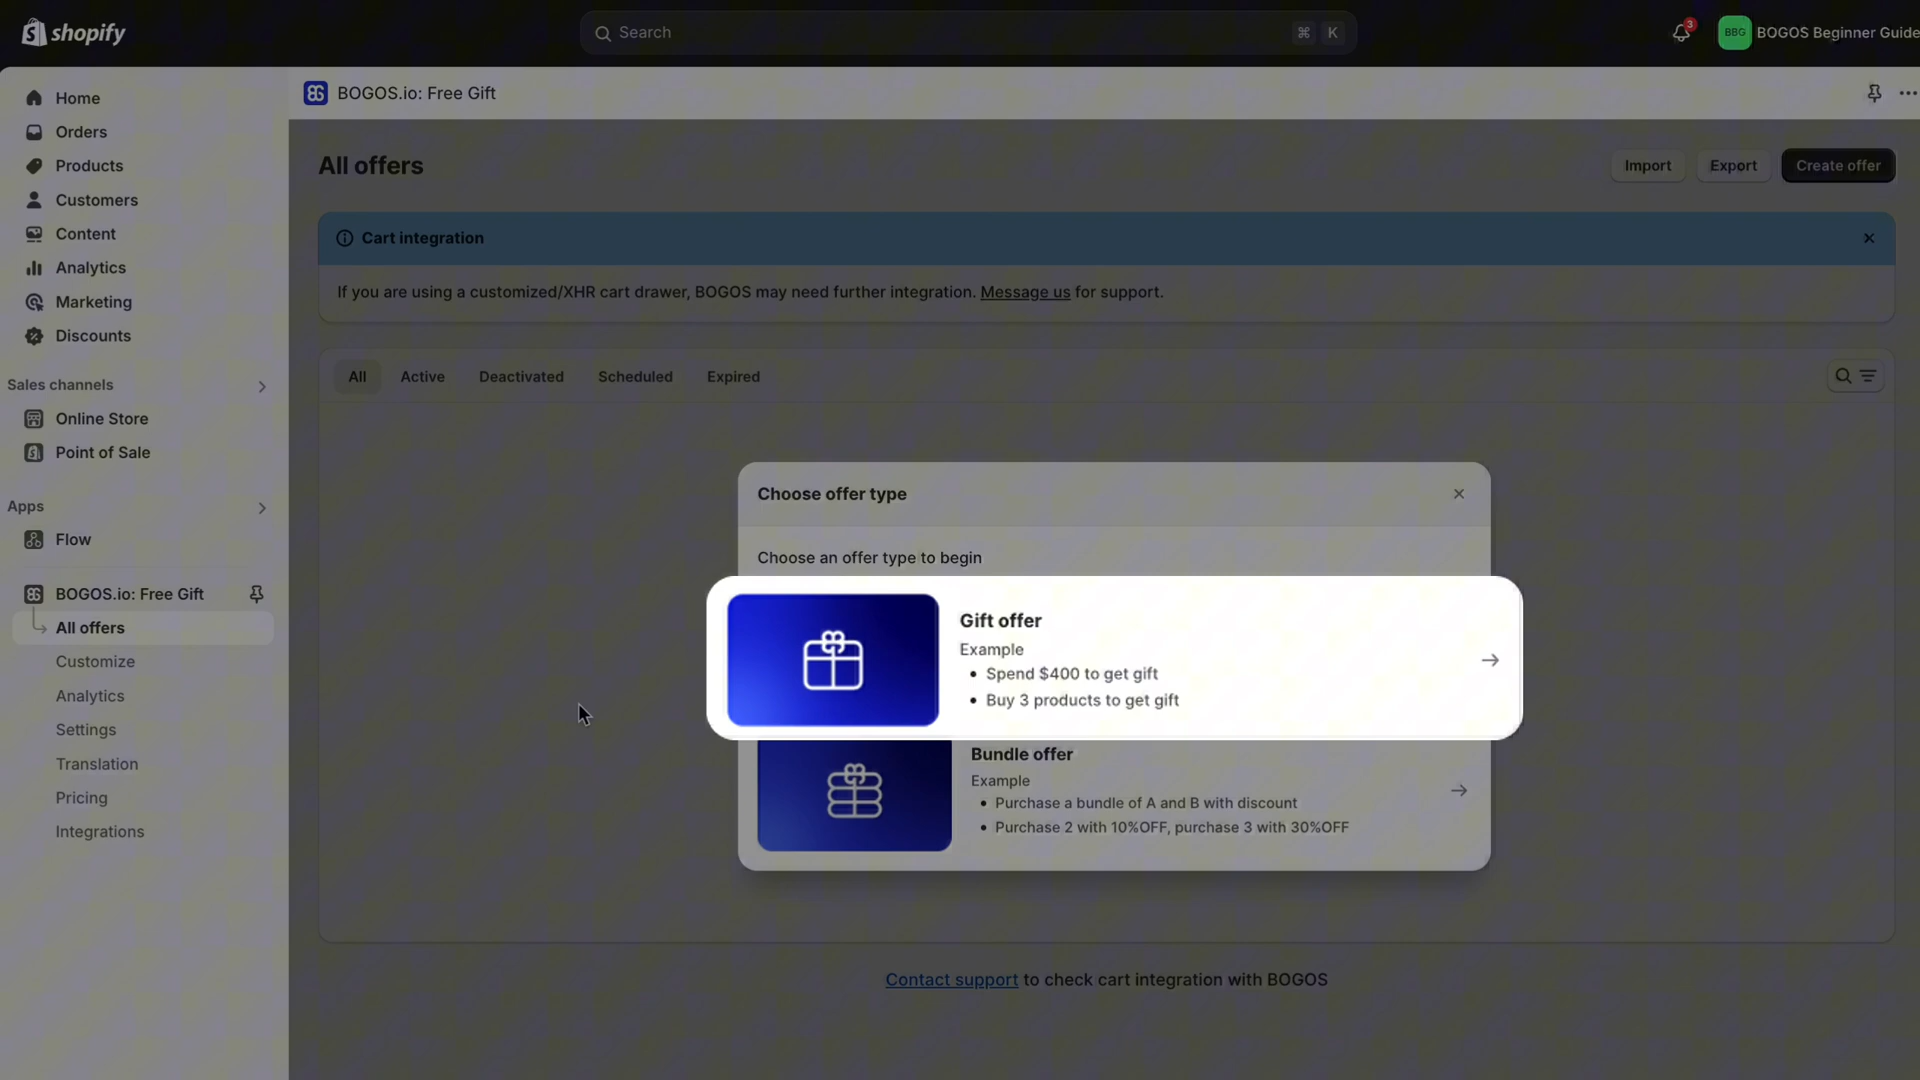 shopify
Search
⌘ K
3
BBG
BOGOS Beginner Guide
Home
Orders
Products
Customers
Content
Analytics
Marketing
Discounts
Sales channels
Online Store
Point of Sale
Apps
Flow
BOGOS.io: Free Gift
All offers
Customize
Analytics
Settings
Translation
Pricing
Integrations
BOGOS.io: Free Gift
All offers
Import
Export
Create offer
Cart integration
If you are using a customized/XHR cart drawer, BOGOS may need further integration. Message us for support.
All
Active
Deactivated
Scheduled
Expired
Choose offer type
Choose an offer type to begin
Gift offer
Example
• Spend $400 to get gift
• Buy 3 products to get gift
Bundle offer
Example
• Purchase a bundle of A and B with discount
• Purchase 2 with 10%OFF, purchase 3 with 30%OFF
Contact support to check cart integration with BOGOS